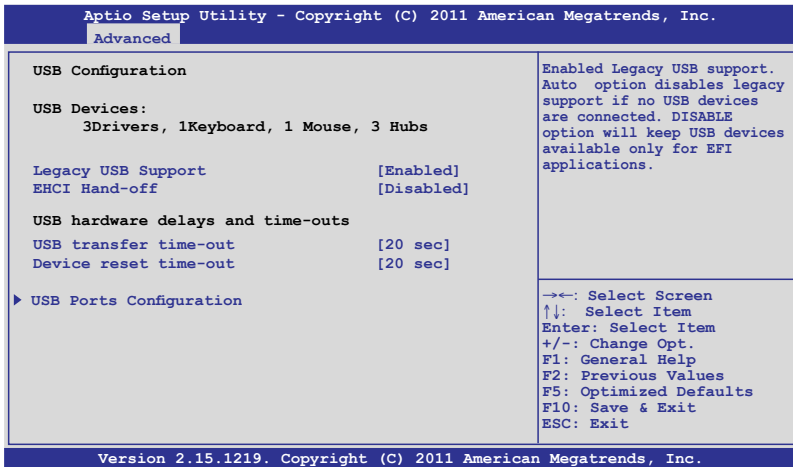 Aptio Setup Utility - Copyright (C) 2011 American Megatrends, Inc.
Advanced
USB Configuration
USB Devices:
3Drivers, 1Keyboard, 1 Mouse, 3 Hubs
Legacy USB Support [Enabled]
EHCI Hand-off [Disabled]
USB hardware delays and time-outs
USB transfer time-out [20 sec]
Device reset time-out [20 sec]
USB Ports Configuration
Enabled Legacy USB support.
Auto option disables legacy
support if no USB devices
are connected. DISABLE
option will keep USB devices
available only for EFI
applications.
→←: Select Screen
↑↓: Select Item
Enter: Select Item
+/-: Change Opt.
F1: General Help
F2: Previous Values
F5: Optimized Defaults
F10: Save & Exit
ESC: Exit
Version 2.15.1219. Copyright (C) 2011 American Megatrends, Inc.